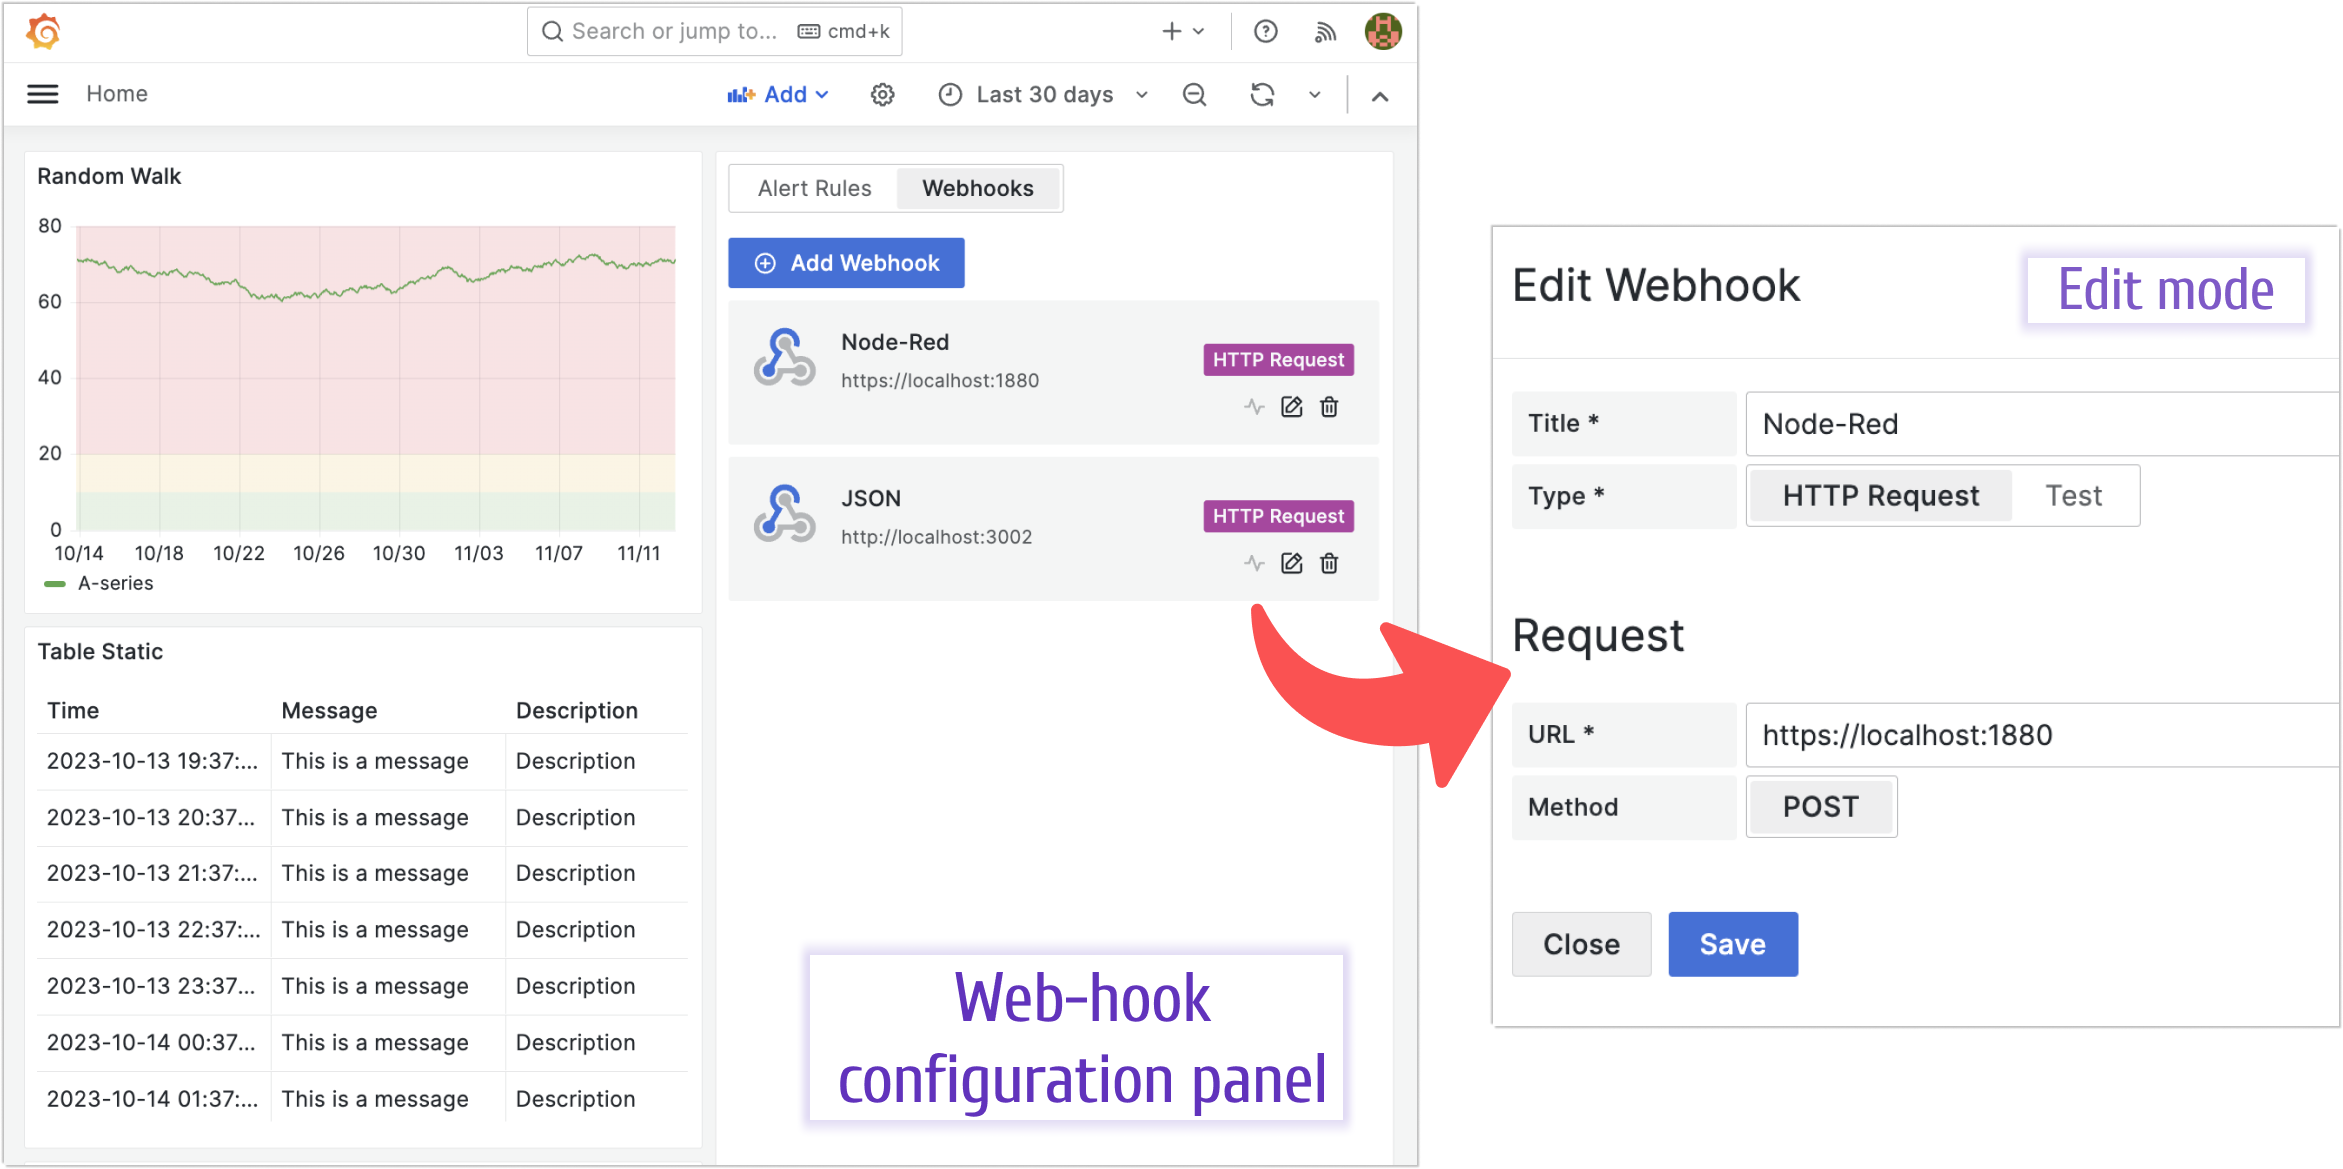 Search or jump to... cmd+k
Home
Add
Last 30 days
Random Walk
80
60
40
20
0
10/14 10/18 10/22 10/26 10/30 11/03 11/07 11/11
A-series
Table Static
Time Message Description
2023-10-13 19:37:... This is a message Description
2023-10-13 20:37... This is a message Description
2023-10-13 21:37:... This is a message Description
2023-10-13 22:37:... This is a message Description
2023-10-13 23:37... This is a message Description
2023-10-14 00:37... This is a message Description
2023-10-14 01:37:... This is a message Description
Alert Rules Webhooks
Add Webhook
Node-Red
HTTP Request
https://localhost:1880
JSON
HTTP Request
http://localhost:3002
Web-hook
configuration panel
Edit Webhook
Edit mode
Title * Node-Red
Type * HTTP Request Test
Request
URL * https://localhost:1880
Method POST
Close Save